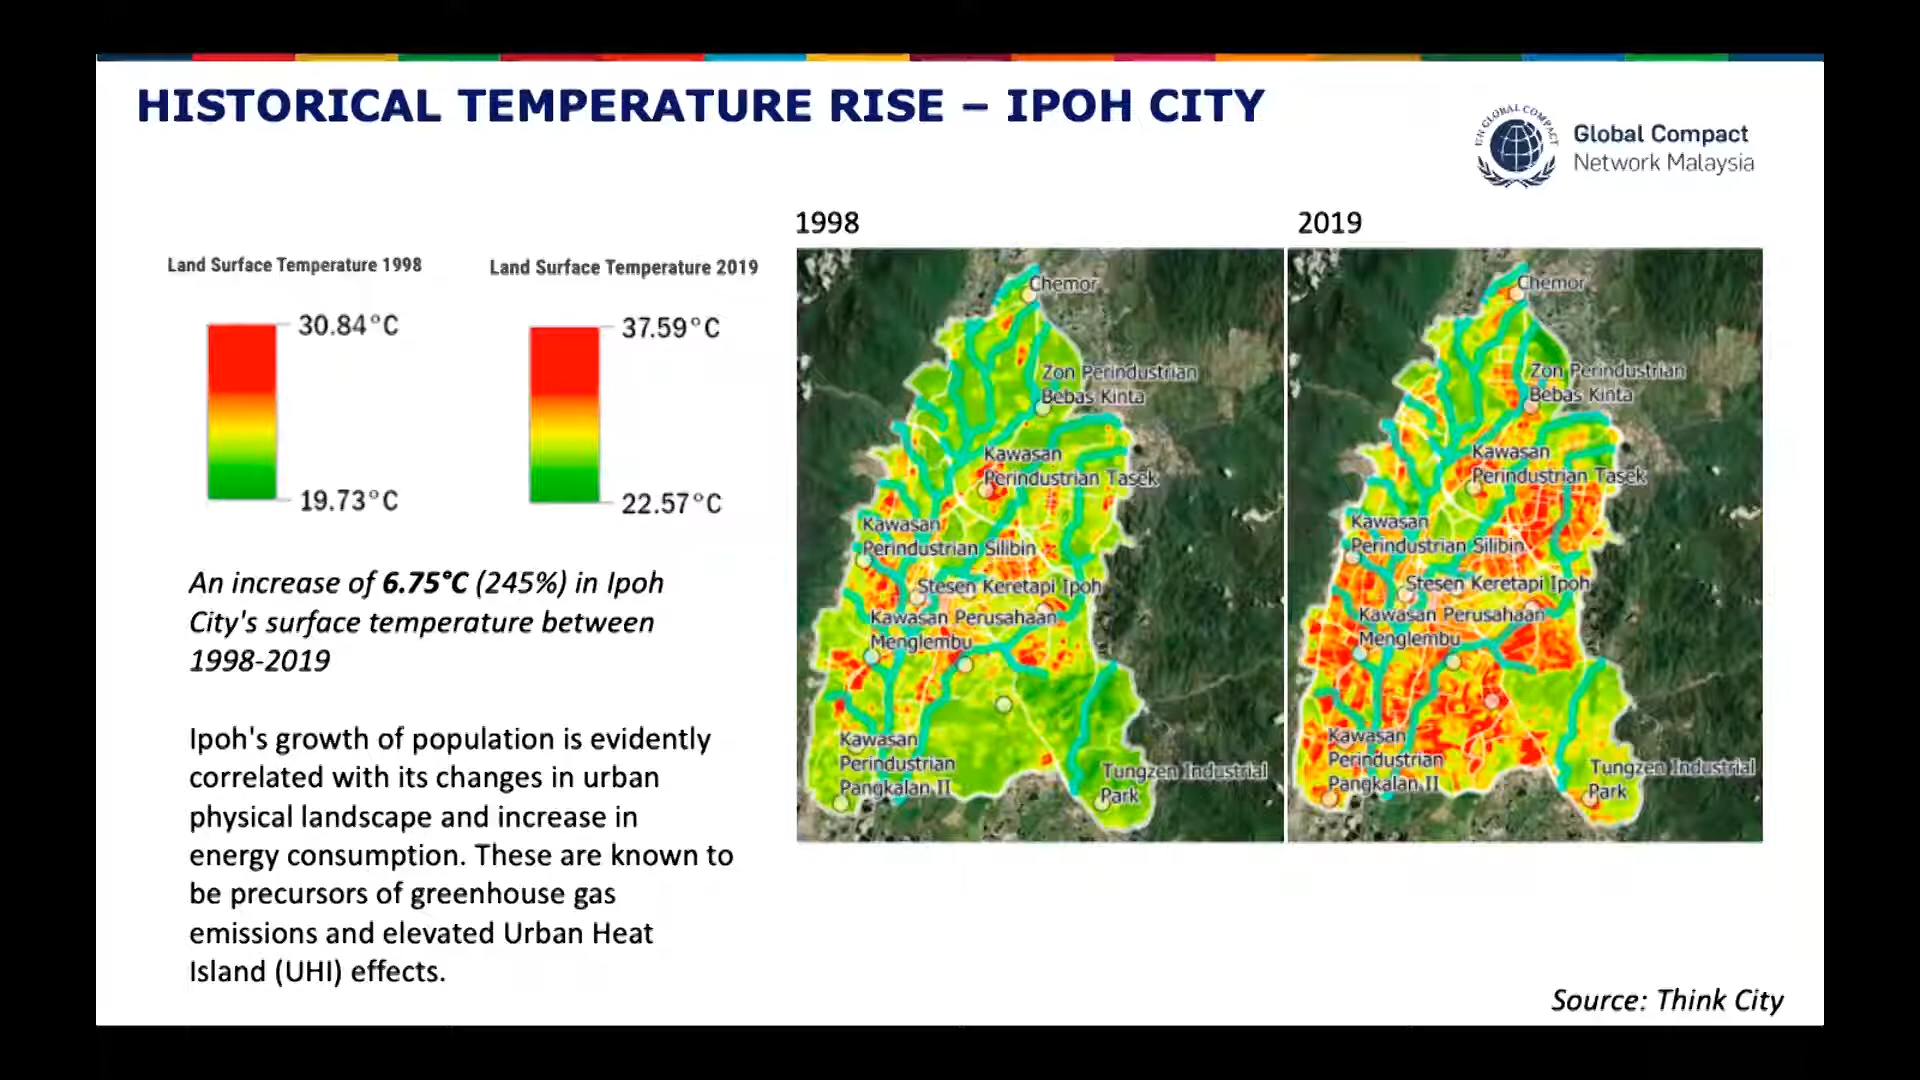 HISTORICAL TEMPERATURE RISE – IPOH CITY
UN GLOBAL COMPACT
Global Compact
Network Malaysia
Land Surface Temperature 1998
30.84°C
19.73°C
Land Surface Temperature 2019
37.59°C
22.57°C
An increase of 6.75°C (245%) in Ipoh
City's surface temperature between
1998-2019
Ipoh's growth of population is evidently
correlated with its changes in urban
physical landscape and increase in
energy consumption. These are known to
be precursors of greenhouse gas
emissions and elevated Urban Heat
Island (UHI) effects.
1998
Chemor
Zon Perindustrian
Bebas Kinta
Kawasan
Perindustrian Tasek
Kawasan
Perindustrian Silibin
Stesen Keretapi Ipoh
Kawasan Perusahaan
Menglembu
Kawasan
Perindustrian
Pangkalan II
Tungzen Industrial
Park
2019
Chemor
Zon Perindustrian
Bebas Kinta
Kawasan
Perindustrian Tasek
Kawasan
Perindustrian Silibin
Stesen Keretapi Ipoh
Kawasan Perusahaan
Menglembu
Kawasan
Perindustrian
Pangkalan II
Tungzen Industrial
Park
Source: Think City